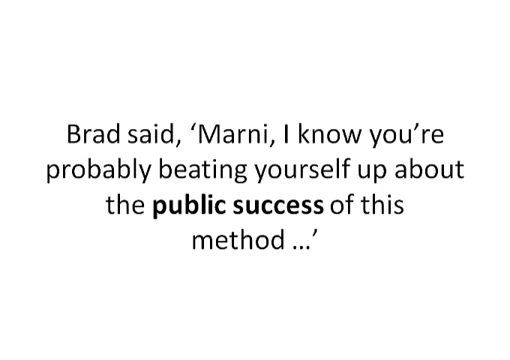 Brad said, ‘Marni, I know you’re
probably beating yourself up about
the public success of this
method …’